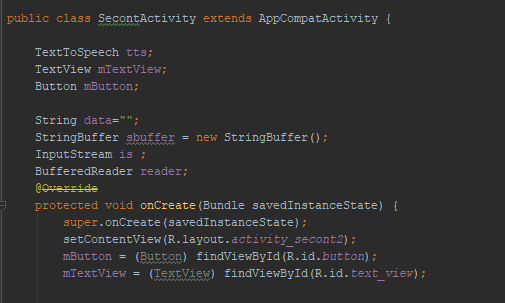 public class SecontActivity extends AppCompatActivity {
TextToSpeech tts;
TextView mTextView;
Button mButton;
String data="";
StringBuffer sbuffer = new StringBuffer();
InputStream is ;
BufferedReader reader;
@Override
protected void onCreate(Bundle savedInstanceState) {
super.onCreate(savedInstanceState);
setContentView(R.layout.activity_secont2);
mButton = (Button) findViewById(R.id.button);
mTextView = (TextView) findViewById(R.id.text_view);